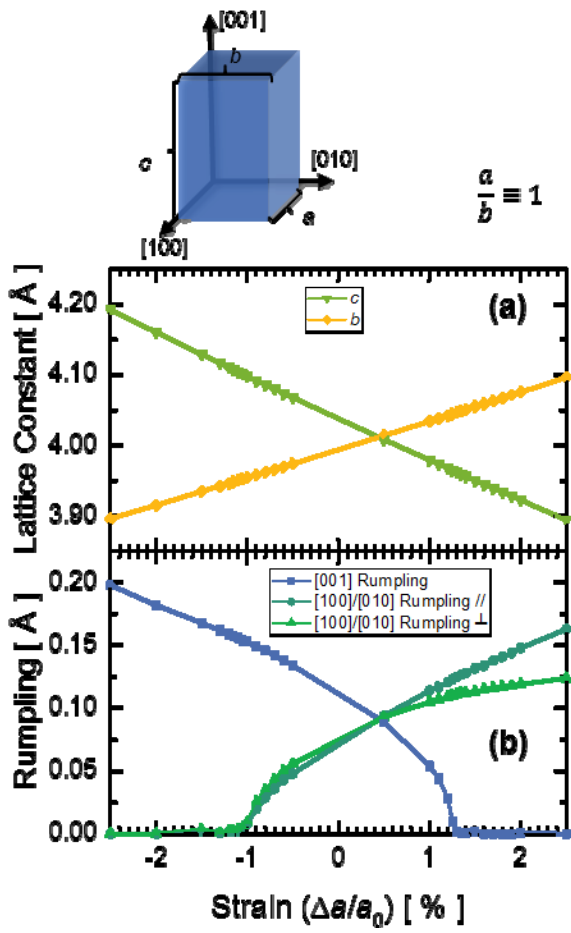 [001]
b
c
[010]
a
[100]
a/b ≡ 1
(a)
c
b
Lattice Constant [ Å ]
4.20
4.10
4.00
3.90
(b)
[001] Rumpling
[100]/[010] Rumpling //
[100]/[010] Rumpling ⊥
Rumpling [ Å ]
0.20
0.15
0.10
0.05
0.00
-2 -1 0 1 2
Strain (Δa/a₀) [ % ]